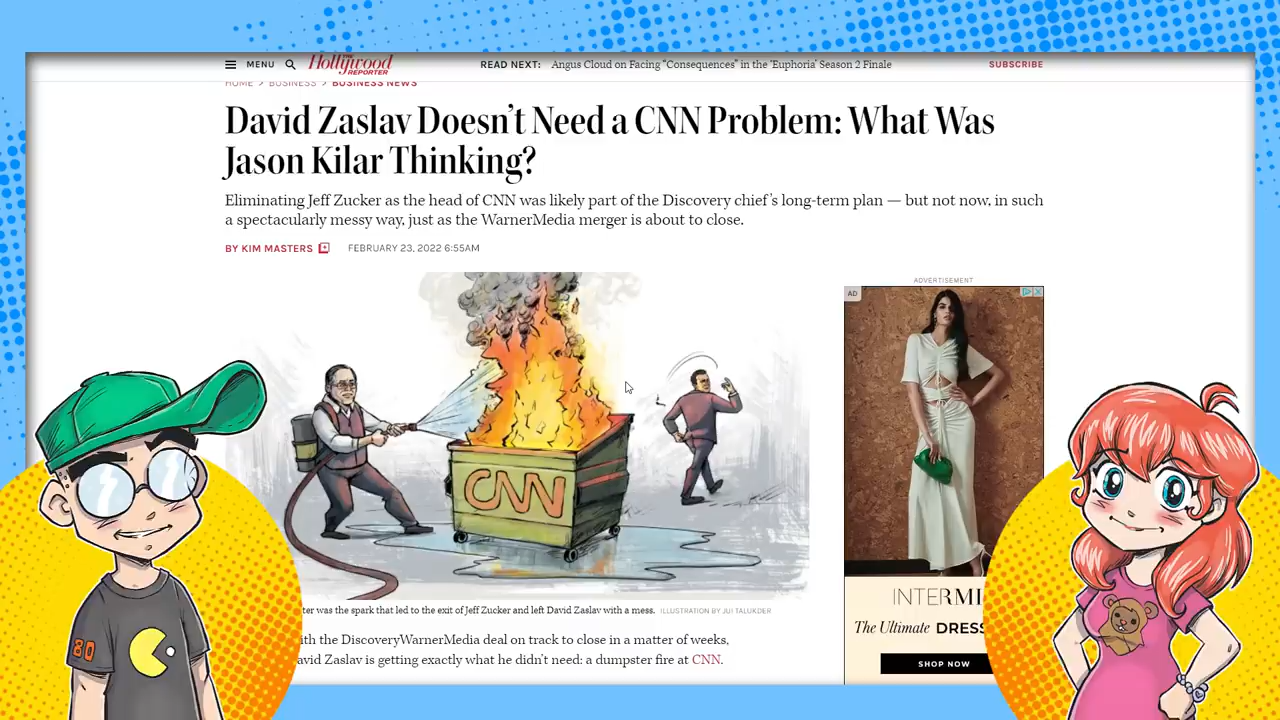 MENU
The Hollywood REPORTER
READ NEXT: Angus Cloud on Facing “Consequences” in the ‘Euphoria’ Season 2 Finale
SUBSCRIBE
HOME > BUSINESS > BUSINESS NEWS
David Zaslav Doesn’t Need a CNN Problem: What Was
Jason Kilar Thinking?
Eliminating Jeff Zucker as the head of CNN was likely part of the Discovery chief’s long-term plan — but not now, in such
a spectacularly messy way, just as the WarnerMedia merger is about to close.
BY KIM MASTERS
FEBRUARY 23, 2022 6:55AM
ADVERTISEMENT
AD
CNN
ter was the spark that led to the exit of Jeff Zucker and left David Zaslav with a mess. ILLUSTRATION BY JUI TALUKDER
ith the DiscoveryWarnerMedia deal on track to close in a matter of weeks,
avid Zaslav is getting exactly what he didn’t need: a dumpster fire at CNN.
INTERMI
The Ultimate DRESS
SHOP NOW
80